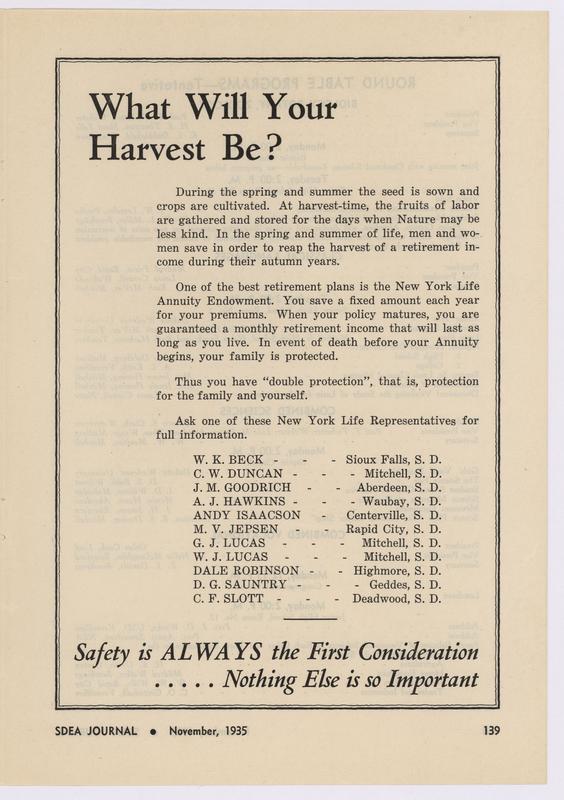 What Will Your
Harvest Be?
During the spring and summer the seed is sown and
crops are cultivated. At harvest-time, the fruits of labor
are gathered and stored for the days when Nature may be
less kind. In the spring and summer of life, men and wo-
men save in order to reap the harvest of a retirement in-
come during their autumn years.
One of the best retirement plans is the New York Life
Annuity Endowment. You save a fixed amount each year
for your premiums. When your policy matures, you are
guaranteed a monthly retirement income that will last as
long as you live. In event of death before your Annuity
begins, your family is protected.
Thus you have "double protection", that is, protection
for the family and yourself.
Ask one of these New York Life Representatives for
full information.
W. K. BECK - - - Sioux Falls, S. D.
C. W. DUNCAN - - - Mitchell, S. D.
J. M. GOODRICH - - Aberdeen, S. D.
A. J. HAWKINS - - - Waubay, S. D.
ANDY ISAACSON - Centerville, S. D.
M. V. JEPSEN - - Rapid City, S. D.
G. J. LUCAS - - - Mitchell, S. D.
W. J. LUCAS - - - Mitchell, S. D.
DALE ROBINSON - - Highmore, S. D.
D. G. SAUNTRY - - - Geddes, S. D.
C. F. SLOTT - - - Deadwood, S. D.
Safety is ALWAYS the First Consideration
. . . . . Nothing Else is so Important
SDEA JOURNAL ● November, 1935 139